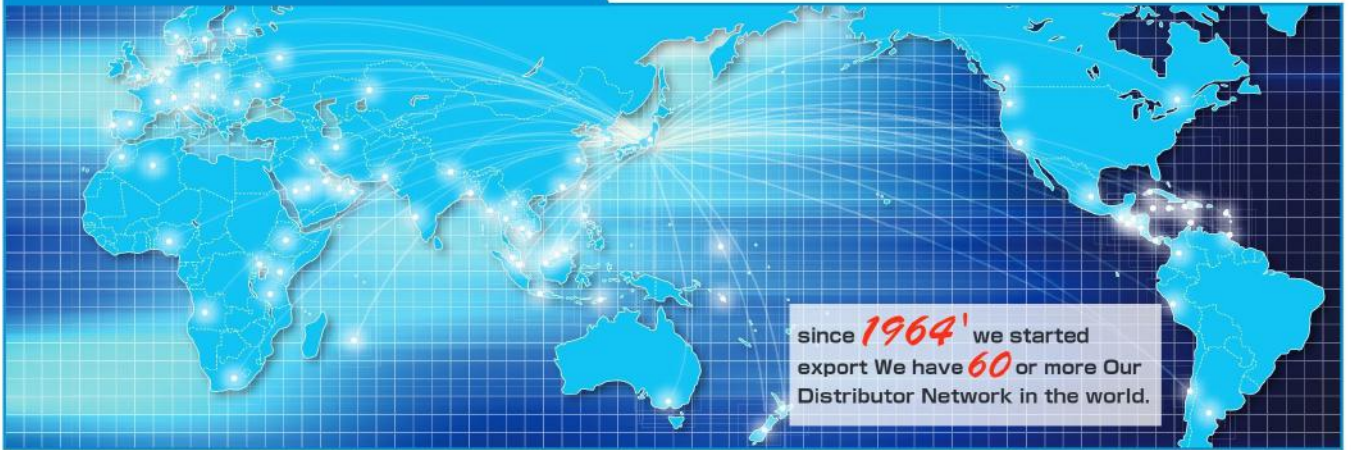 since 1964' we started
export We have 60 or more Our
Distributor Network in the world.